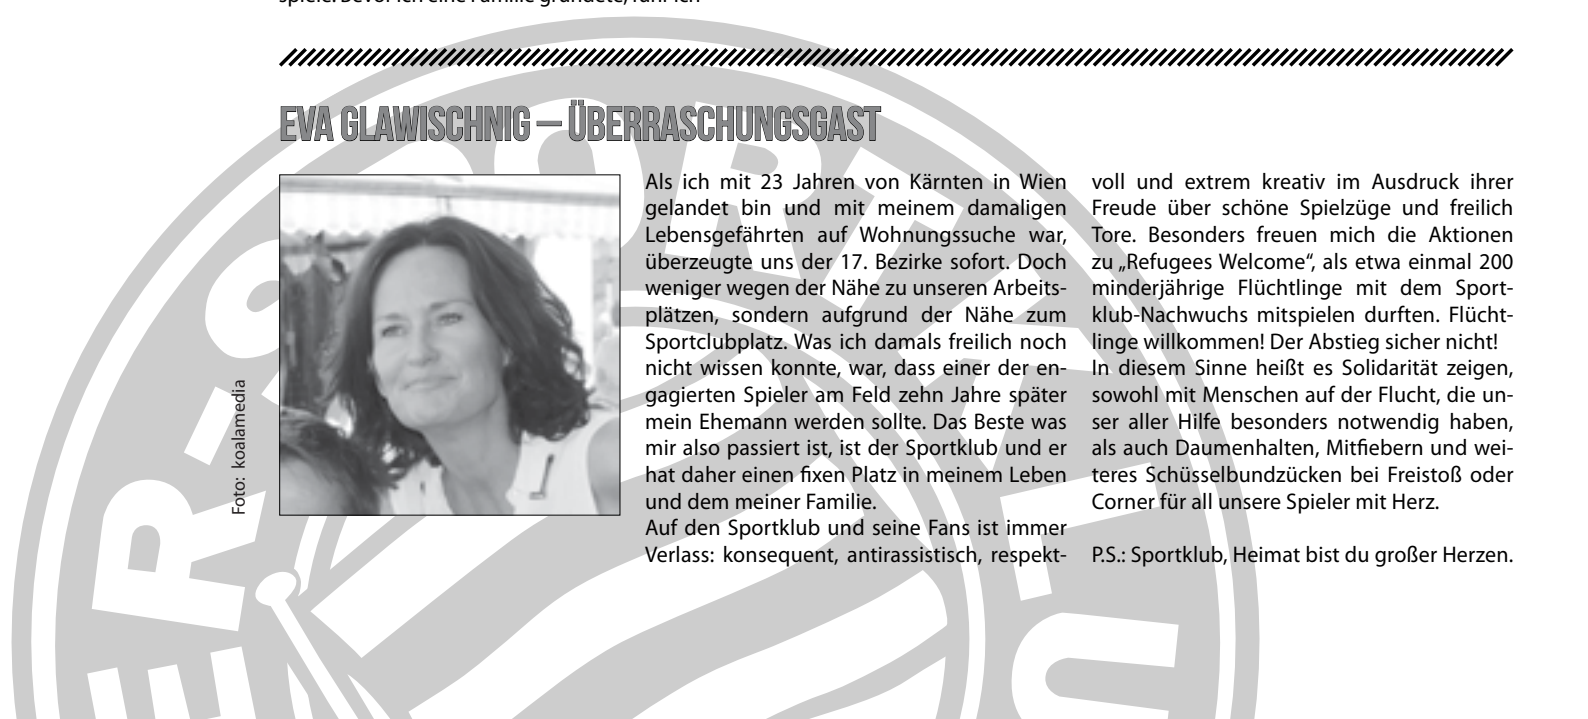 EVA GLAWISCHNIG – ÜBERRASCHUNGSGAST
Foto: koalamedia
Als ich mit 23 Jahren von Kärnten in Wien
gelandet bin und mit meinem damaligen
Lebensgefährten auf Wohnungssuche war,
überzeugte uns der 17. Bezirke sofort. Doch
weniger wegen der Nähe zu unseren Arbeits-
plätzen, sondern aufgrund der Nähe zum
Sportclubplatz. Was ich damals freilich noch
nicht wissen konnte, war, dass einer der en-
gagierten Spieler am Feld zehn Jahre später
mein Ehemann werden sollte. Das Beste was
mir also passiert ist, ist der Sportklub und er
hat daher einen fixen Platz in meinem Leben
und dem meiner Familie.
Auf den Sportklub und seine Fans ist immer
Verlass: konsequent, antirassistisch, respekt-
voll und extrem kreativ im Ausdruck ihrer
Freude über schöne Spielzüge und freilich
Tore. Besonders freuen mich die Aktionen
zu „Refugees Welcome“, als etwa einmal 200
minderjährige Flüchtlinge mit dem Sport-
klub-Nachwuchs mitspielen durften. Flücht-
linge willkommen! Der Abstieg sicher nicht!
In diesem Sinne heißt es Solidarität zeigen,
sowohl mit Menschen auf der Flucht, die un-
ser aller Hilfe besonders notwendig haben,
als auch Daumenhalten, Mitfiebern und wei-
teres Schüsselbundzücken bei Freistoß oder
Corner für all unsere Spieler mit Herz.
P.S.: Sportklub, Heimat bist du großer Herzen.